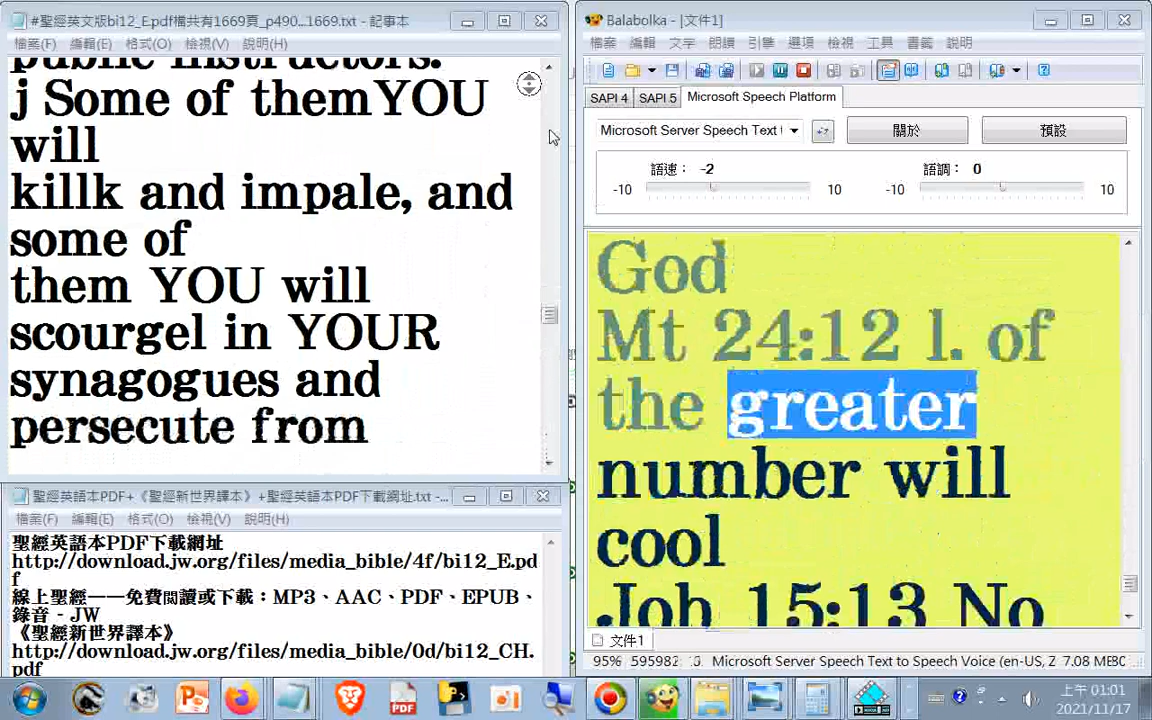 #聖經英文版bi12_E.pdf檔共有1669頁_p490...1669.txt - 記事本
檔案(F) 編輯(E) 格式(O) 檢視(V) 說明(H)
public instructors.
j Some of themYOU
will
killk and impale, and
some of
them YOU will
scourgel in YOUR
synagogues and
persecute from
聖經英語本PDF+《聖經新世界譯本》+聖經英語本PDF下載網址.txt -...
檔案(F) 編輯(E) 格式(O) 檢視(V) 說明(H)
聖經英語本PDF下載網址
http://download.jw.org/files/media_bible/4f/bi12_E.pd
f
線上聖經——免費閱讀或下載：MP3、AAC、PDF、EPUB、
錄音 - JW
《聖經新世界譯本》
http://download.jw.org/files/media_bible/0d/bi12_CH.
pdf
Balabolka - [文件1]
檔案 編輯 文字 朗讀 引擎 選項 檢視 工具 書籤 說明
SAPI 4 SAPI 5 Microsoft Speech Platform
Microsoft Server Speech Text 關於 預設
語速： -2 語調： 0
-10 10 -10 10
God
Mt 24:12 l. of
the greater
number will
cool
Joh 15:13 No
文件1
95% 595982 Microsoft Server Speech Text to Speech Voice (en-US, Z 7.08 МЕВС
上午 01:01
2021/11/17